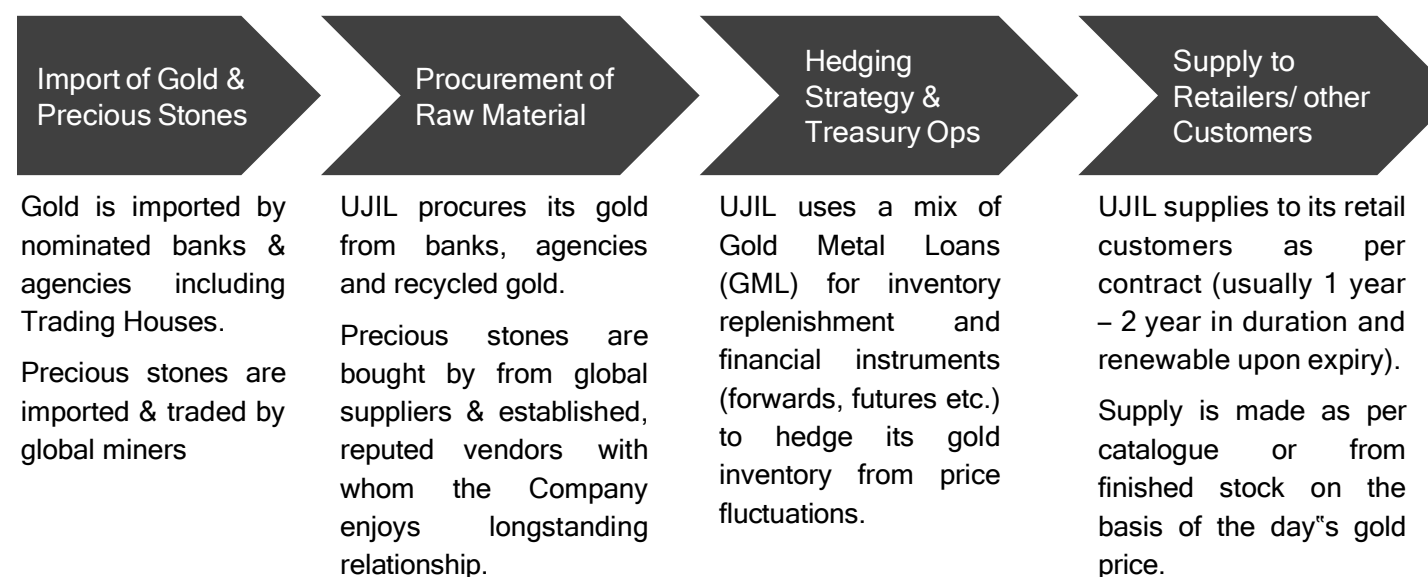 Import of Gold &
Precious Stones
Procurement of
Raw Material
Hedging
Strategy &
Treasury Ops
Supply to
Retailers/ other
Customers
Gold is imported by
nominated banks &
agencies including
Trading Houses.
Precious stones are
imported & traded by
global miners
UJIL procures its gold
from banks, agencies
and recycled gold.
Precious stones are
bought by from global
suppliers & established,
reputed vendors with
whom the Company
enjoys longstanding
relationship.
UJIL uses a mix of
Gold Metal Loans
(GML) for inventory
replenishment and
financial instruments
(forwards, futures etc.)
to hedge its gold
inventory from price
fluctuations.
UJIL supplies to its retail
customers as per
contract (usually 1 year
– 2 year in duration and
renewable upon expiry).
Supply is made as per
catalogue or from
finished stock on the
basis of the day‟s gold
price.